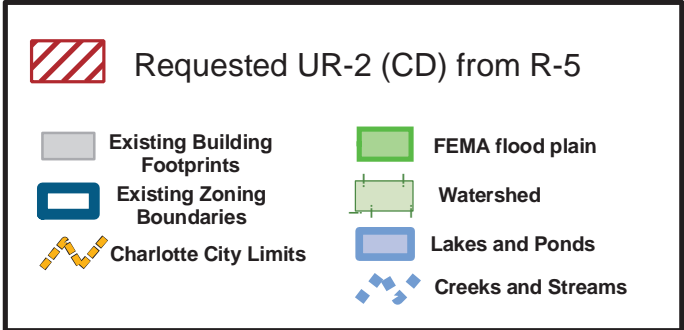 Requested UR-2 (CD) from R-5
Existing Building
Footprints
Existing Zoning
Boundaries
Charlotte City Limits
FEMA flood plain
Watershed
Lakes and Ponds
Creeks and Streams